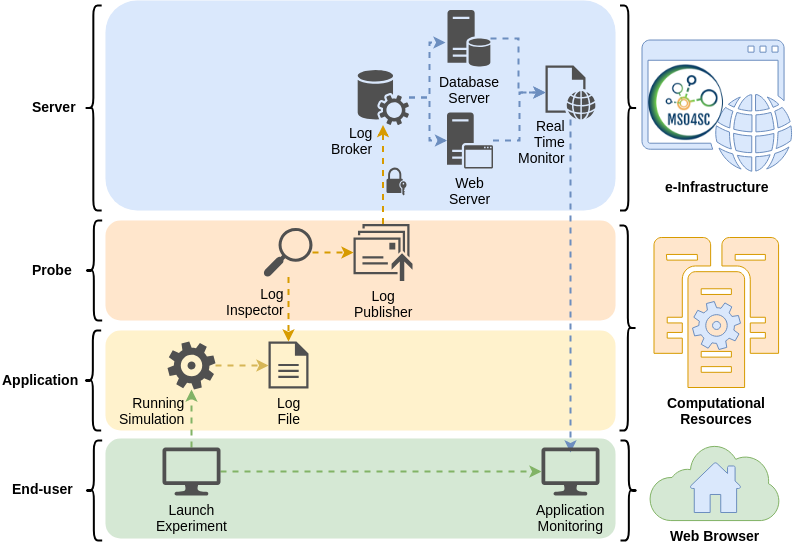 Server
Database
Server
Log
Broker
Real
Time
Monitor
Web
Server
MSO4SC
e-Infrastructure
Probe
Log
Inspector
Log
Publisher
Application
Running
Simulation
Log
File
Computational
Resources
End-user
Launch
Experiment
Application
Monitoring
Web Browser